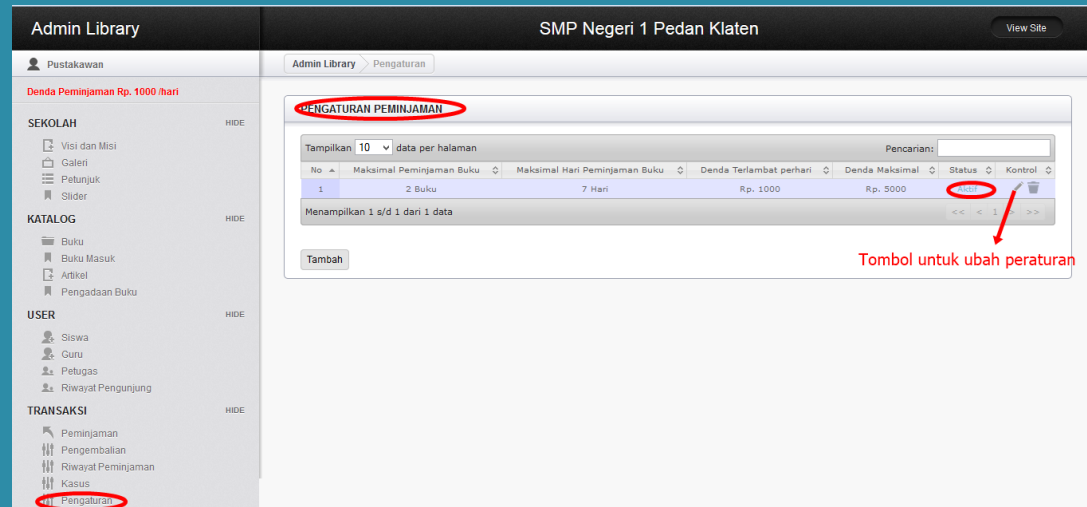 Admin Library
SMP Negeri 1 Pedan Klaten
View Site
Pustakawan
Admin Library
Pengaturan
Denda Peminjaman Rp. 1000 /hari
SEKOLAH HIDE
Visi dan Misi
Galeri
Petunjuk
Slider
KATALOG HIDE
Buku
Buku Masuk
Artikel
Pengadaan Buku
USER HIDE
Siswa
Guru
Petugas
Riwayat Pengunjung
TRANSAKSI HIDE
Peminjaman
Pengembalian
Riwayat Peminjaman
Kasus
Pengaturan
PENGATURAN PEMINJAMAN
Tampilkan 10 data per halaman Pencarian:
No Maksimal Peminjaman Buku Maksimal Hari Peminjaman Buku Denda Terlambat perhari Denda Maksimal Status Kontrol
1 2 Buku 7 Hari Rp. 1000 Rp. 5000 Aktif
Menampilkan 1 s/d 1 dari 1 data << < 1 > >>
Tambah
Tombol untuk ubah peraturan